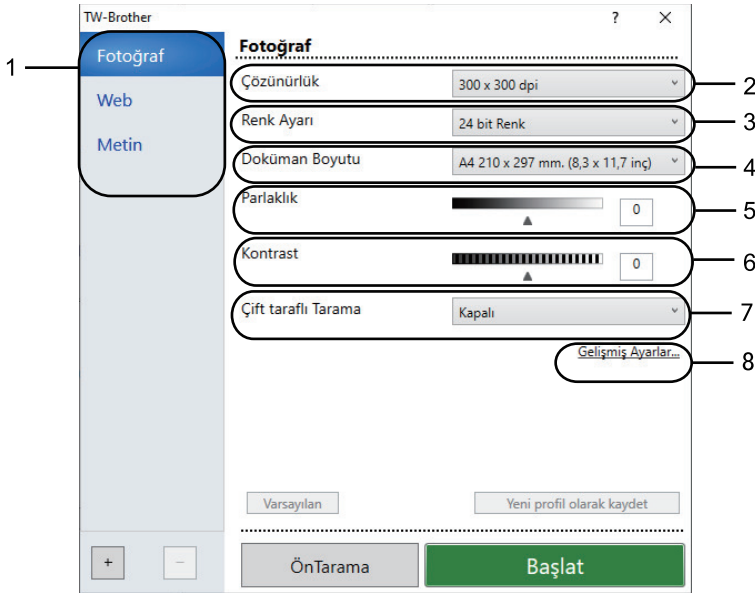 TW-Brother ? ×
1
Fotoğraf
Web
Metin
Fotoğraf
Çözünürlük 300 x 300 dpi 2
Renk Ayarı 24 bit Renk 3
Doküman Boyutu A4 210 x 297 mm. (8,3 x 11,7 inç) 4
Parlaklık 0 5
Kontrast 0 6
Çift taraflı Tarama Kapalı 7
Gelişmiş Ayarlar... 8
Varsayılan Yeni profil olarak kaydet
+ − ÖnTarama Başlat